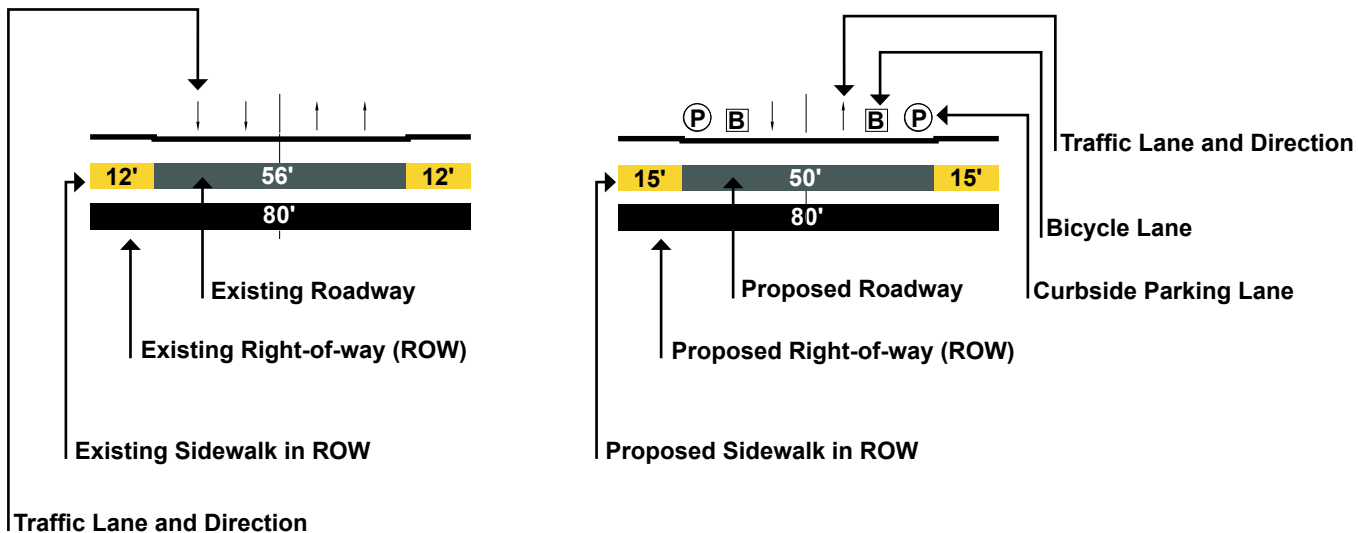 P B B P
Traffic Lane and Direction
12' 56' 12'
15' 50' 15'
80'
80'
Bicycle Lane
Existing Roadway
Proposed Roadway
Curbside Parking Lane
Existing Right-of-way (ROW)
Proposed Right-of-way (ROW)
Existing Sidewalk in ROW
Proposed Sidewalk in ROW
Traffic Lane and Direction